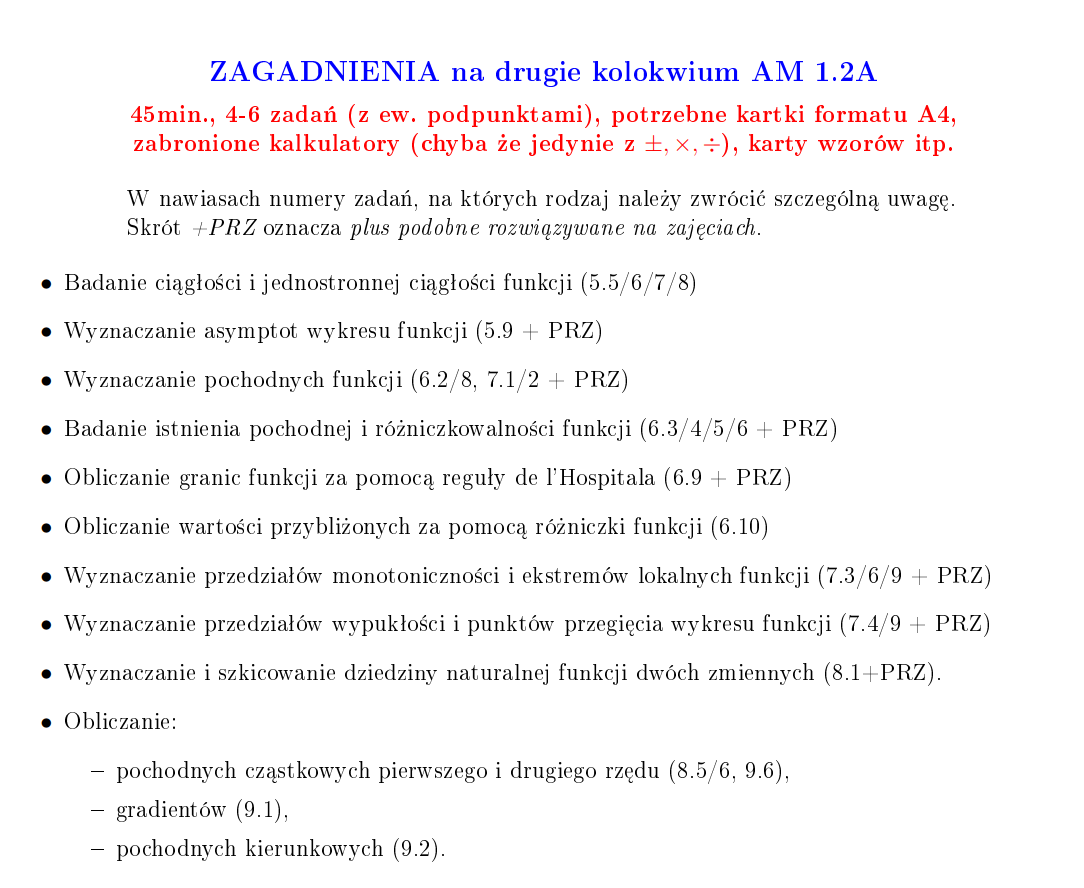 ZAGADNIENIA na drugie kolokwium AM 1.2A
45min., 4-6 zadań (z ew. podpunktami), potrzebne kartki formatu A4,
zabronione kalkulatory (chyba że jedynie z ±, ×, ÷), karty wzorów itp.
W nawiasach numery zadań, na których rodzaj należy zwrócić szczególną uwagę.
Skrót +PRZ oznacza plus podobne rozwiązywane na zajęciach.
• Badanie ciągłości i jednostronnej ciągłości funkcji (5.5/6/7/8)
• Wyznaczanie asymptot wykresu funkcji (5.9 + PRZ)
• Wyznaczanie pochodnych funkcji (6.2/8, 7.1/2 + PRZ)
• Badanie istnienia pochodnej i różniczkowalności funkcji (6.3/4/5/6 + PRZ)
• Obliczanie granic funkcji za pomocą reguły de l'Hospitala (6.9 + PRZ)
• Obliczanie wartości przybliżonych za pomocą różniczki funkcji (6.10)
• Wyznaczanie przedziałów monotoniczności i ekstremów lokalnych funkcji (7.3/6/9 + PRZ)
• Wyznaczanie przedziałów wypukłości i punktów przegięcia wykresu funkcji (7.4/9 + PRZ)
• Wyznaczanie i szkicowanie dziedziny naturalnej funkcji dwóch zmiennych (8.1+PRZ).
• Obliczanie:
– pochodnych cząstkowych pierwszego i drugiego rzędu (8.5/6, 9.6),
– gradientów (9.1),
– pochodnych kierunkowych (9.2).